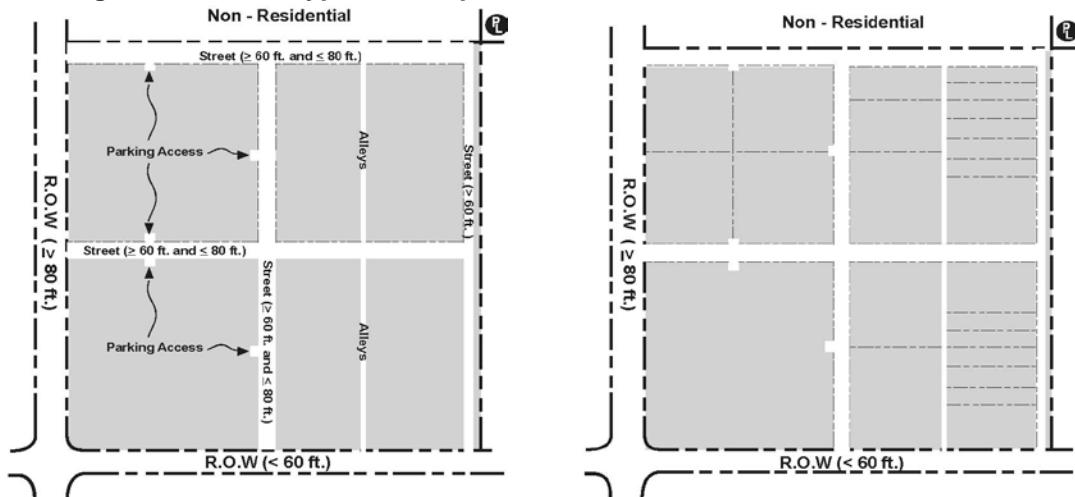 Non - Residential
PL
Street (≥ 60 ft. and ≤ 80 ft.)
Parking Access
Alleys
Street (≥ 60 ft.)
R.O.W (≥ 80 ft.)
Street (≥ 60 ft. and ≤ 80 ft.)
Street (≥ 60 ft. and ≤ 80 ft.)
Parking Access
Alleys
R.O.W (< 60 ft.)
Non - Residential
PL
R.O.W (≥ 80 ft.)
R.O.W (< 60 ft.)